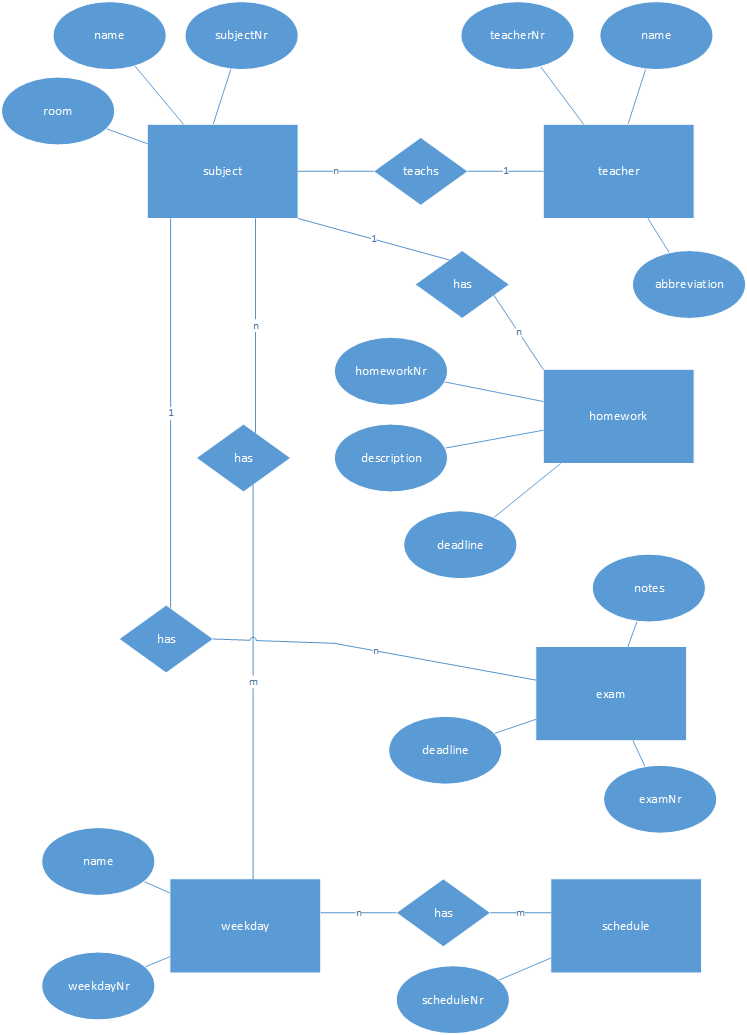 name
subjectNr
teacherNr
name
room
subject
n
teachs
1
teacher
1
has
abbreviation
n
n
homeworkNr
1
homework
has
description
deadline
notes
has
n
m
exam
deadline
examNr
name
weekday
n
has
m
schedule
weekdayNr
scheduleNr